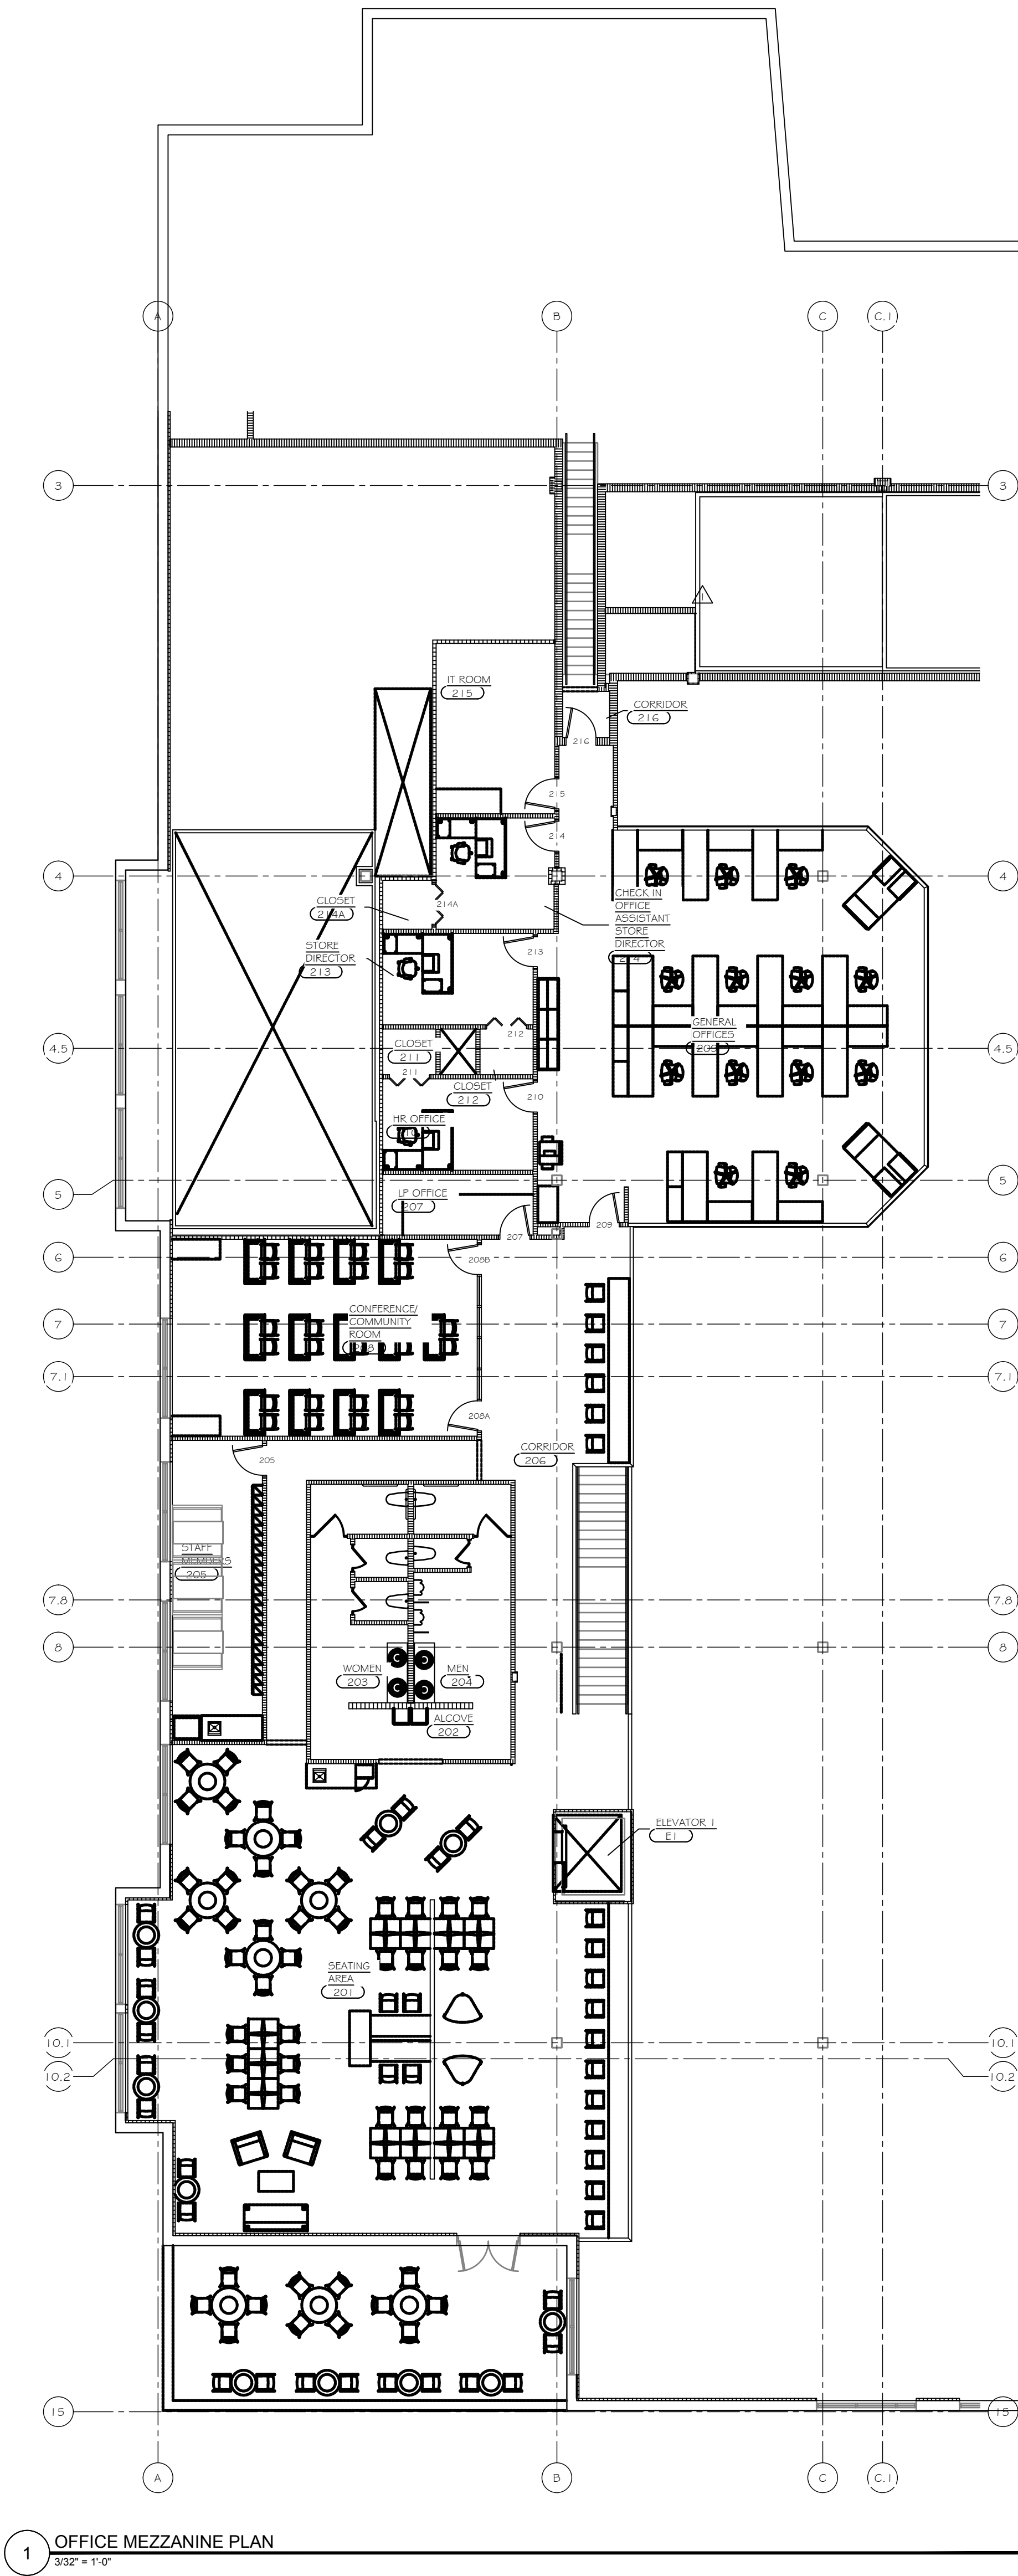 A
B
C
C.1
3
3
1
IT ROOM
215
CORRIDOR
216
216
215
214
4
4
CLOSET
214A
214A
CHECK IN
OFFICE
ASSISTANT
STORE
DIRECTOR
214
STORE
DIRECTOR
213
213
GENERAL
OFFICES
209
4.5
4.5
CLOSET
211
212
211
CLOSET
212
210
HR OFFICE
210
LP OFFICE
207
5
5
207
209
6
6
208B
CONFERENCE/
COMMUNITY
ROOM
208
7
7
7.1
7.1
208A
CORRIDOR
206
205
STAFF
MEMBERS
205
7.8
7.8
8
8
WOMEN
203
MEN
204
ALCOVE
202
ELEVATOR 1
E1
SEATING
AREA
201
10.1
10.1
10.2
10.2
15
15
A
B
C
C.1
1
OFFICE MEZZANINE PLAN
3/32" = 1'-0"